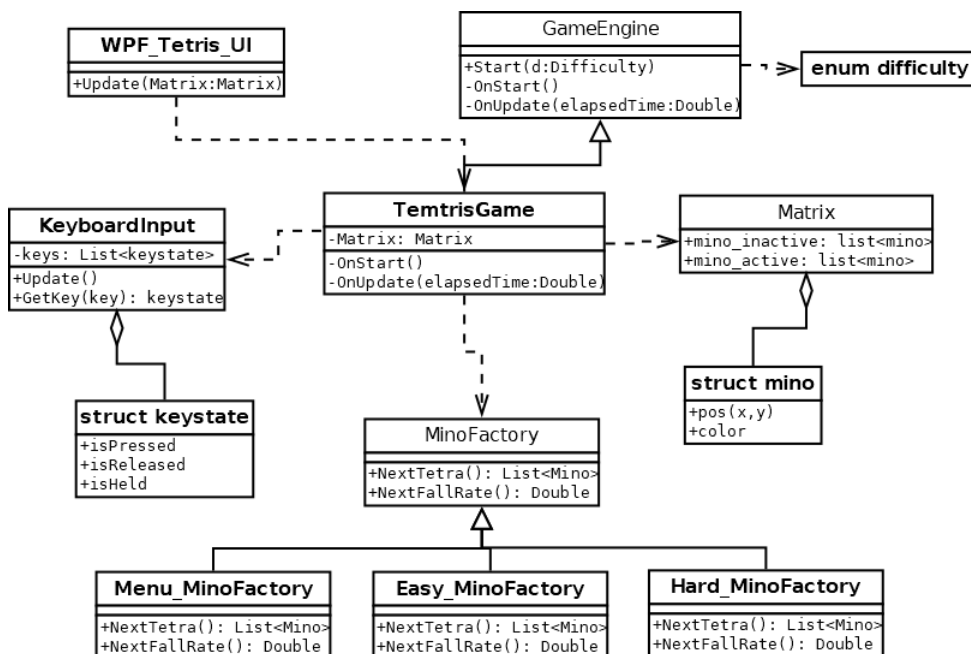 WPF_Tetris_UI
+Update(Matrix:Matrix)
GameEngine
+Start(d:Difficulty)
-OnStart()
-OnUpdate(elapsedTime:Double)
enum difficulty
KeyboardInput
-keys: List<keystate>
+Update()
+GetKey(key): keystate
TemtrisGame
-Matrix: Matrix
-OnStart()
-OnUpdate(elapsedTime:Double)
Matrix
+mino_inactive: list<mino>
+mino_active: list<mino>
struct keystate
+isPressed
+isReleased
+isHeld
struct mino
+pos(x,y)
+color
MinoFactory
+NextTetra(): List<Mino>
+NextFallRate(): Double
Menu_MinoFactory
+NextTetra(): List<Mino>
+NextFallRate(): Double
Easy_MinoFactory
+NextTetra(): List<Mino>
+NextFallRate(): Double
Hard_MinoFactory
+NextTetra(): List<Mino>
+NextFallRate(): Double